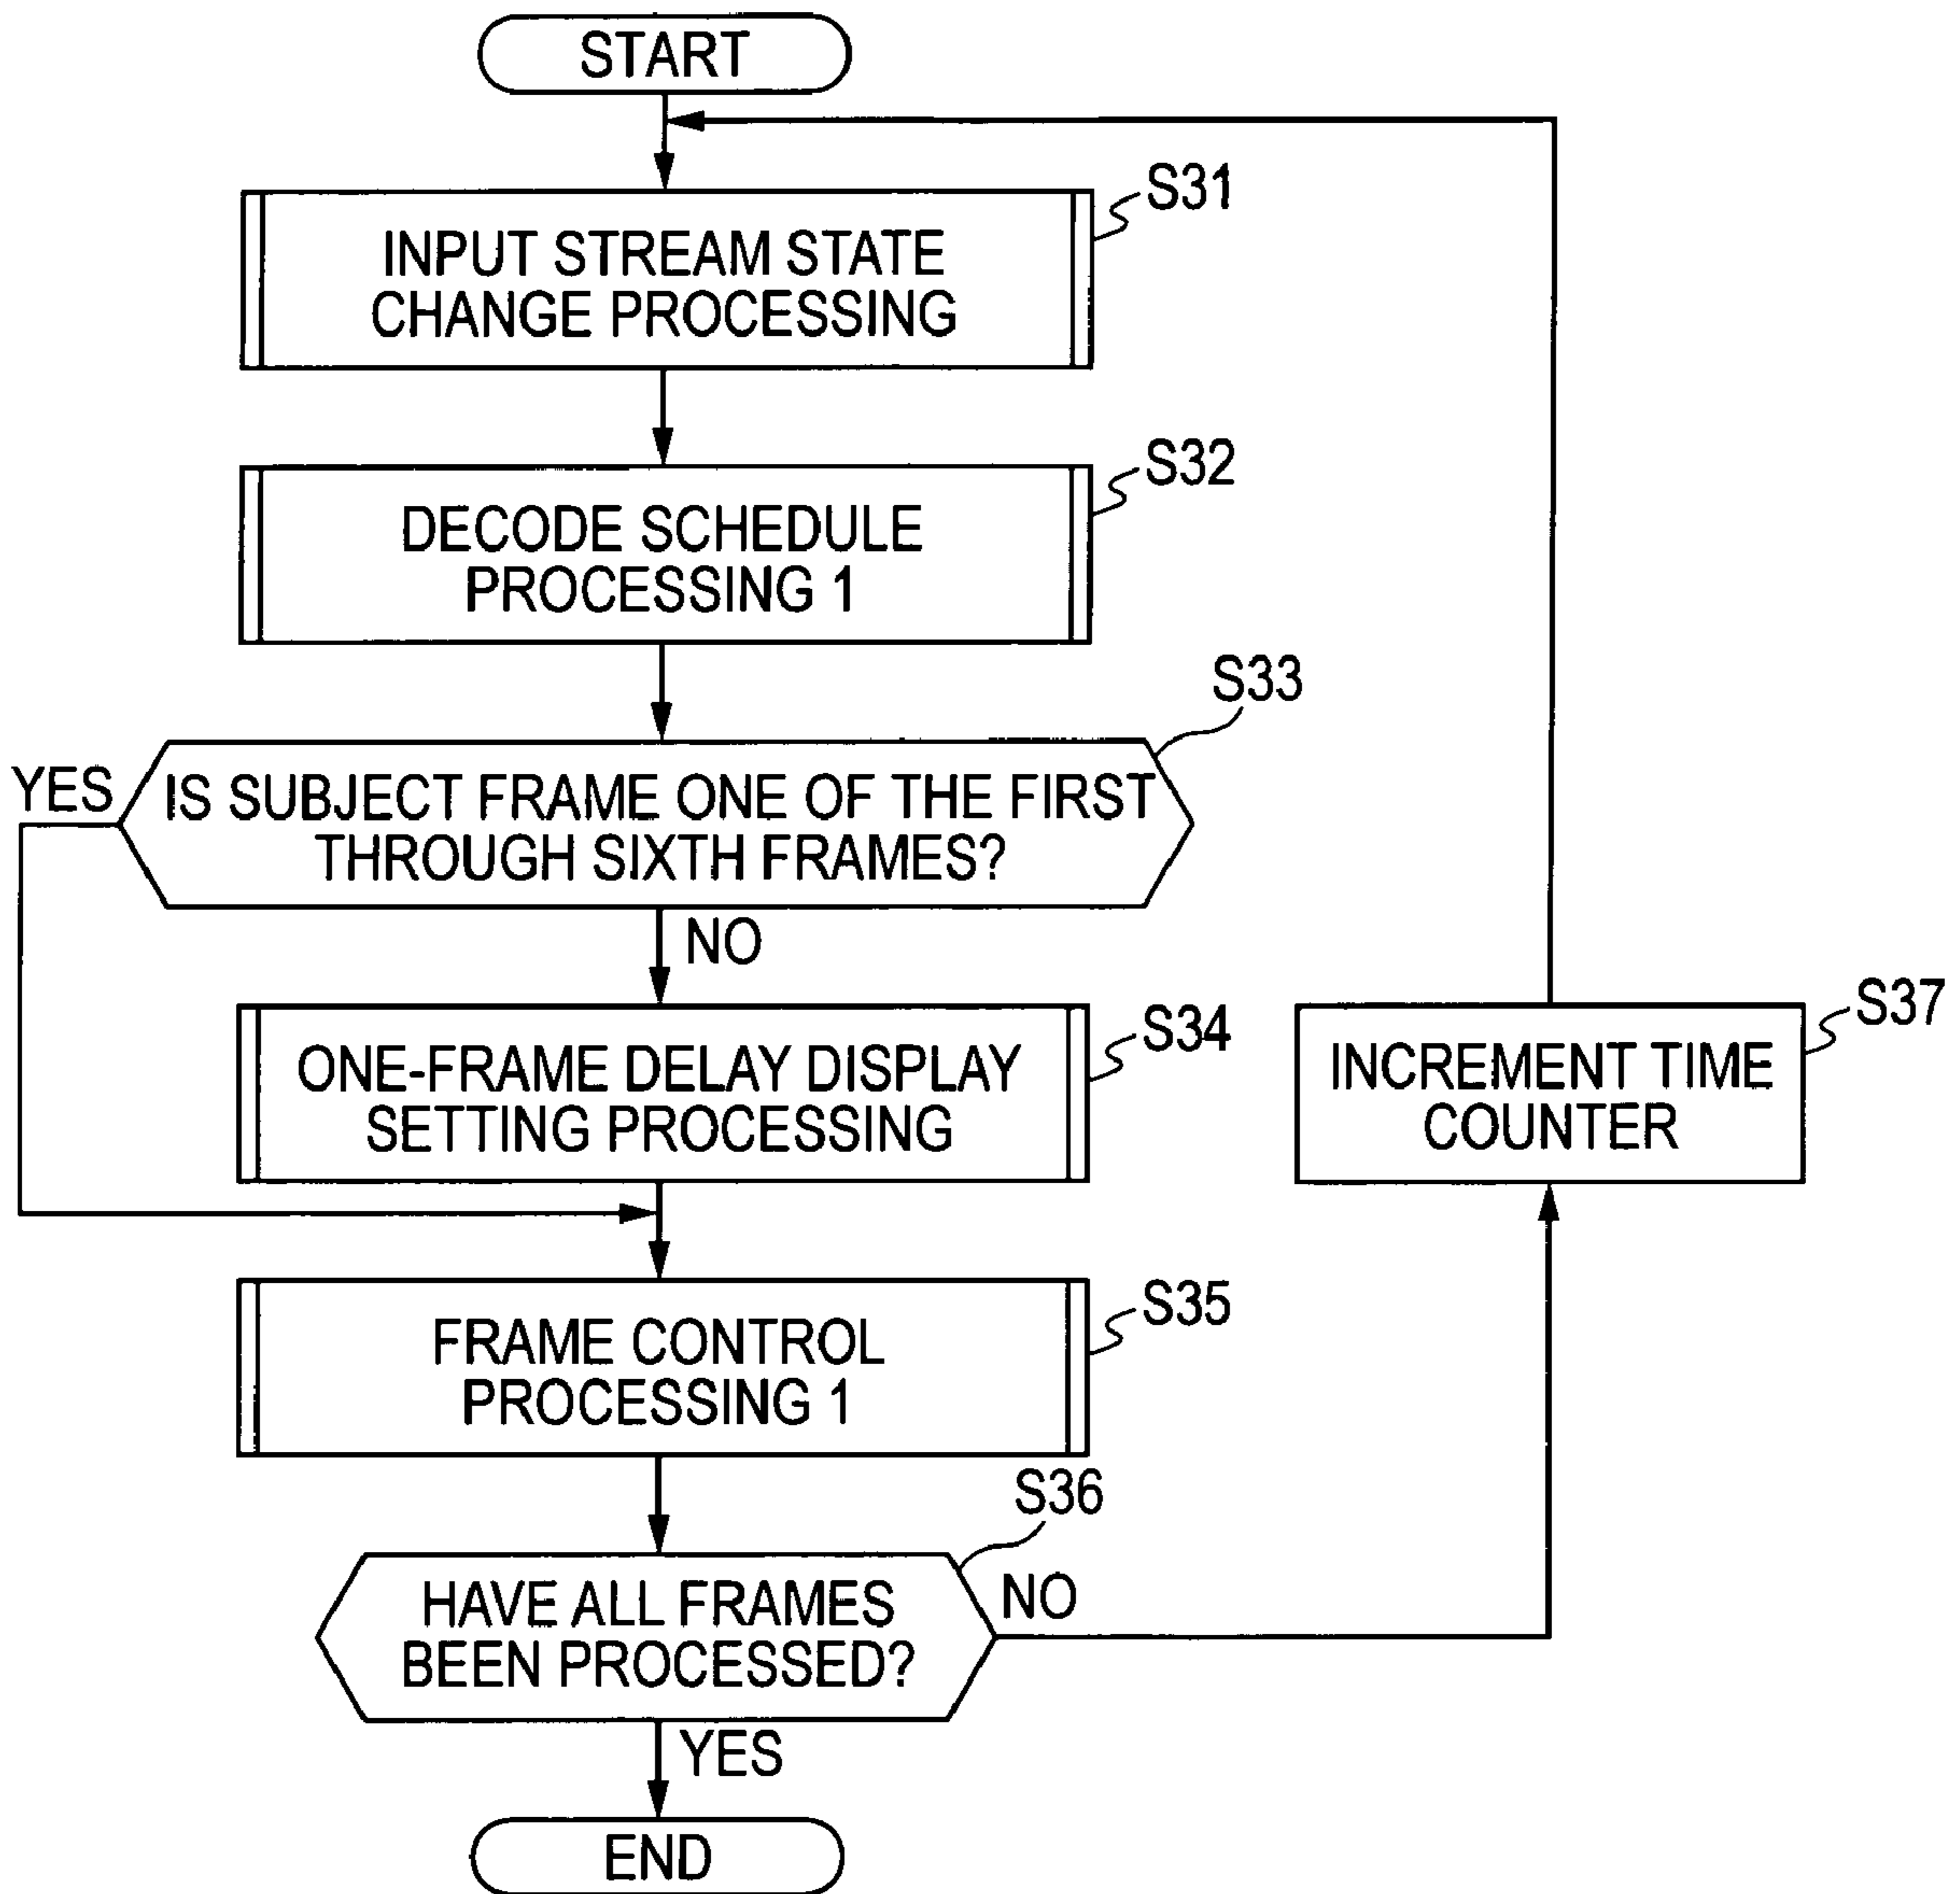 START
S31
INPUT STREAM STATE
CHANGE PROCESSING
S32
DECODE SCHEDULE
PROCESSING 1
S33
YES
IS SUBJECT FRAME ONE OF THE FIRST
THROUGH SIXTH FRAMES?
NO
S34
ONE-FRAME DELAY DISPLAY
SETTING PROCESSING
S37
INCREMENT TIME
COUNTER
S35
FRAME CONTROL
PROCESSING 1
S36
HAVE ALL FRAMES
BEEN PROCESSED?
NO
YES
END